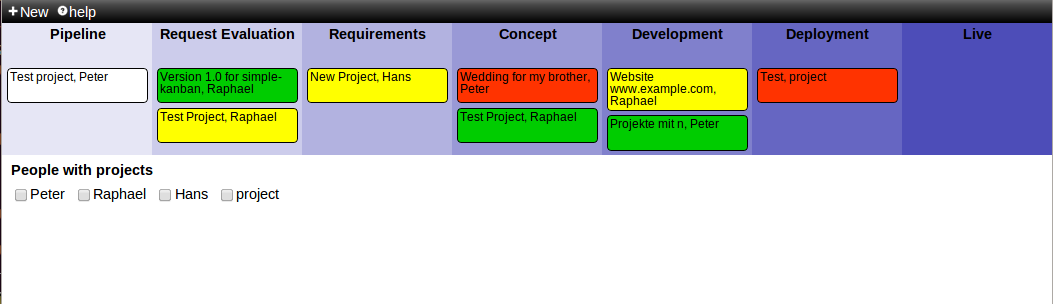 New help
Pipeline Request Evaluation Requirements Concept Development Deployment Live
Test project, Peter
Version 1.0 for simple-
kanban, Raphael
Test Project, Raphael
New Project, Hans
Wedding for my brother,
Peter
Test Project, Raphael
Website
www.example.com,
Raphael
Projekte mit n, Peter
Test, project
People with projects
Peter Raphael Hans project